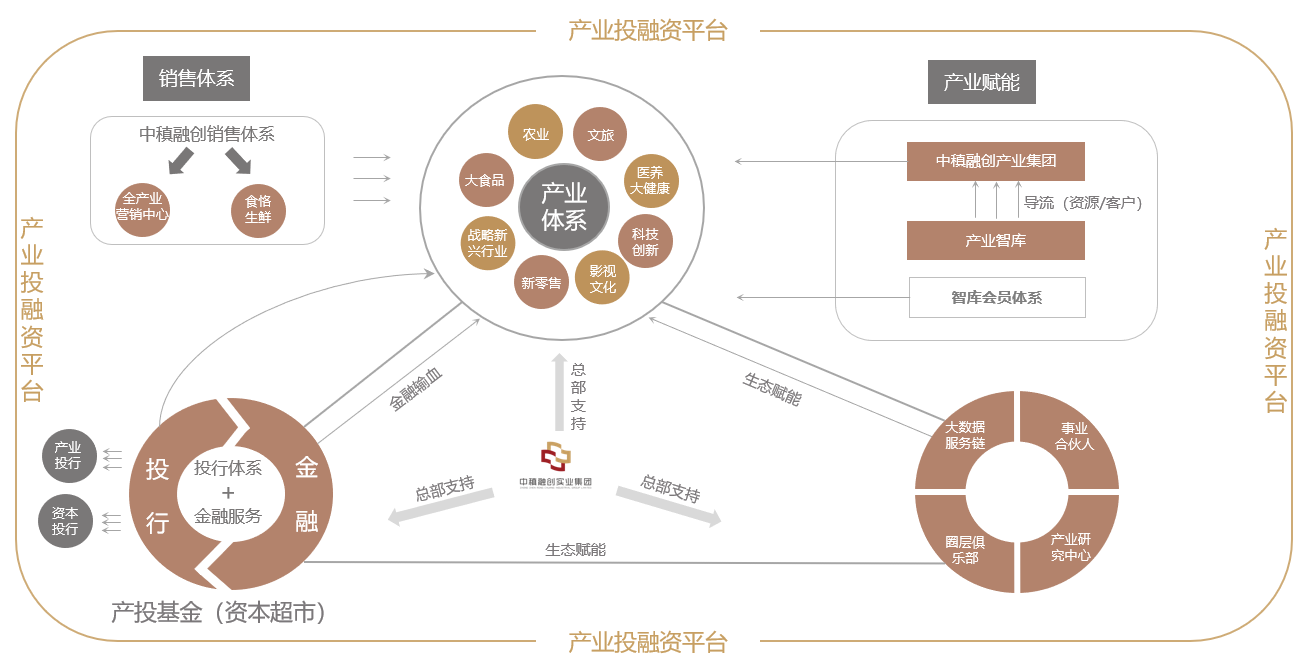 产业投融资平台
销售体系
中稹融创销售体系
全产业
营销中心
食恪
生鲜
农业
文旅
大食品
医养
大健康
产业
体系
战略新
兴行业
科技
创新
新零售
影视
文化
产业赋能
中稹融创产业集团
导流（资源/客户）
产业智库
智库会员体系
产业投融资平台
产业投融资平台
金融输血
总部支持
生态赋能
产业
投行
资本
投行
投行
投行体系
+
金融服务
金融
中稹融创实业集团
总部支持
总部支持
生态赋能
大数据
服务链
事业
合伙人
圈层俱
乐部
产业研
究中心
产投基金（资本超市）
产业投融资平台